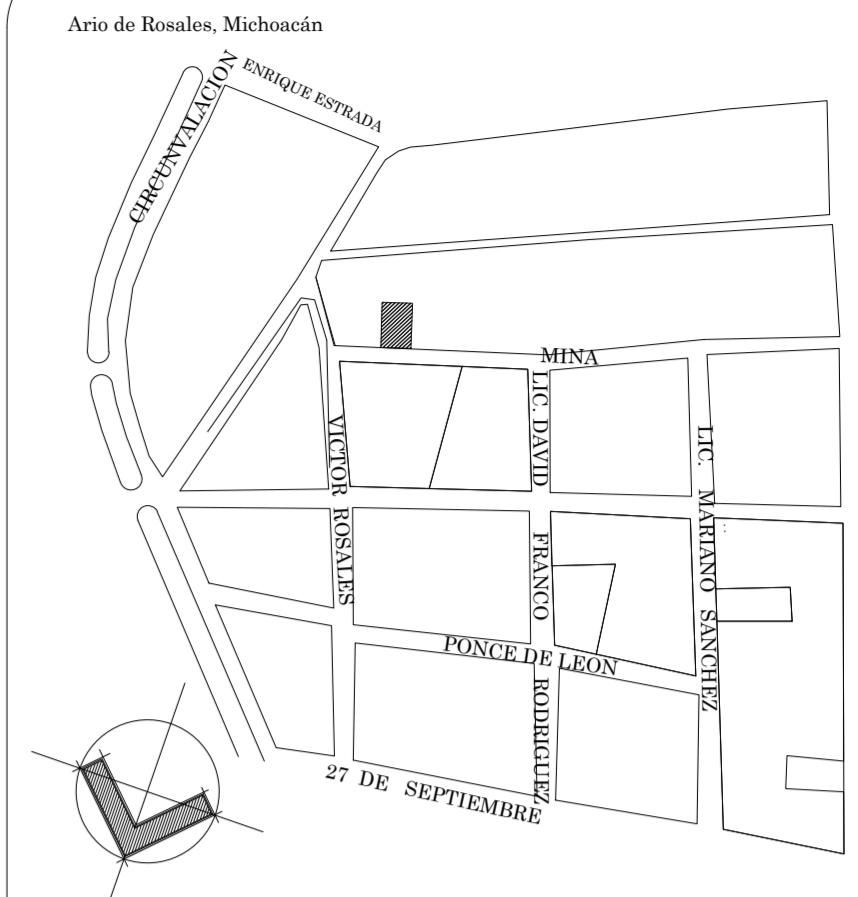 Ario de Rosales, Michoacán
CIRCUNVALACION
ENRIQUE ESTRADA
MINA
LIC. DAVID FRANCO RODRIGUEZ
VICTOR ROSALES
LIC. MARIANO SANCHEZ
PONCE DE LEON
27 DE SEPTIEMBRE